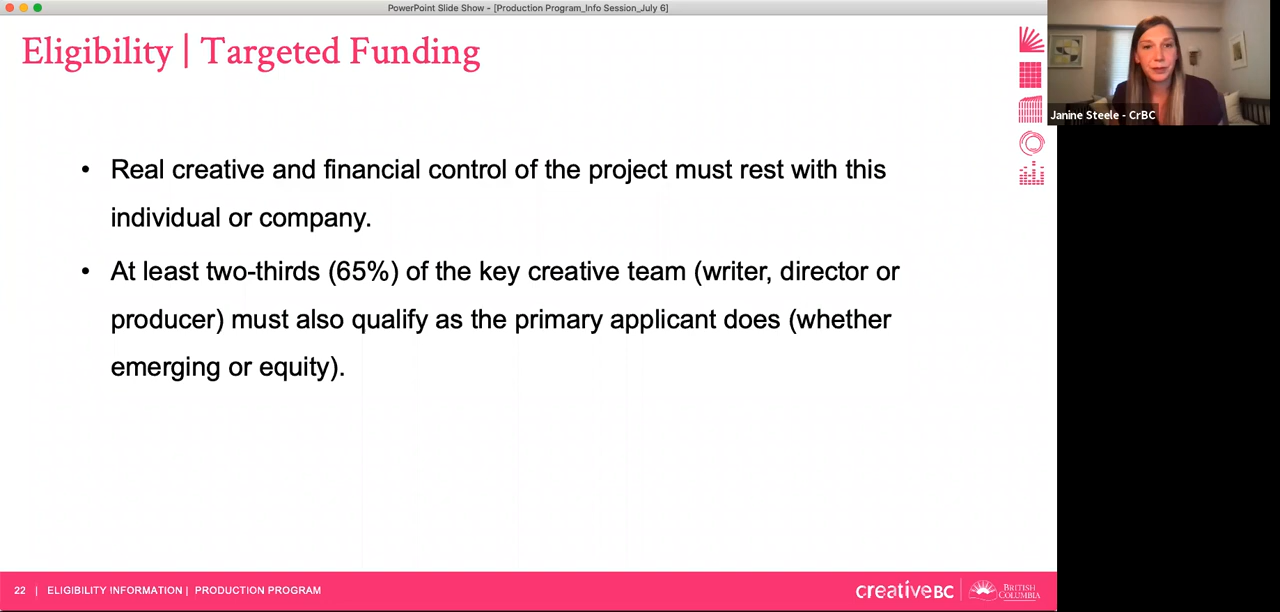 PowerPoint Slide Show - [Production Program_Info Session_July 6]
Eligibility | Targeted Funding
Janine Steele - CrBC
• Real creative and financial control of the project must rest with this
individual or company.
• At least two-thirds (65%) of the key creative team (writer, director or
producer) must also qualify as the primary applicant does (whether
emerging or equity).
22 | ELIGIBILITY INFORMATION | PRODUCTION PROGRAM
creativeBC
BRITISH
COLUMBIA